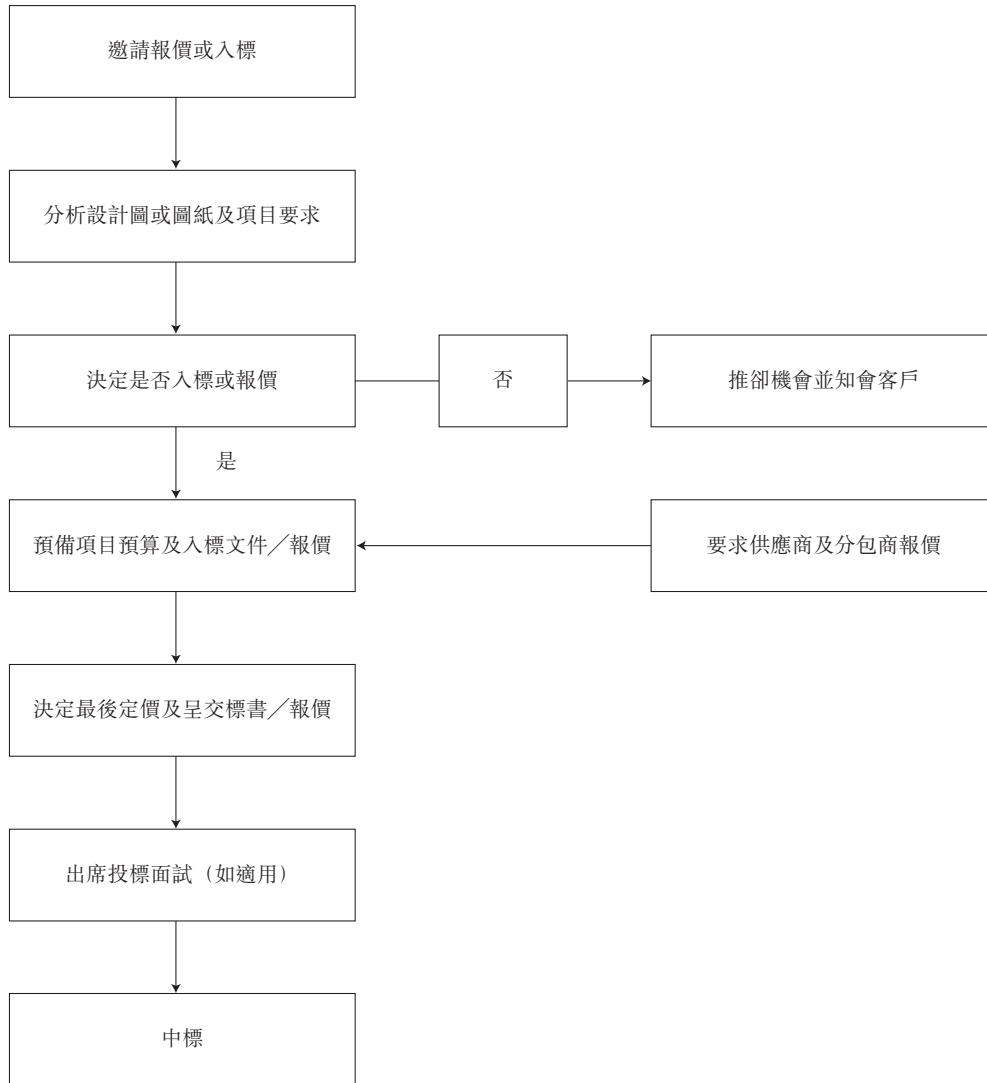 邀請報價或入標
分析設計圖或圖紙及項目要求
決定是否入標或報價
否
推卻機會並知會客戶
是
預備項目預算及入標文件／報價
要求供應商及分包商報價
決定最後定價及呈交標書／報價
出席投標面試（如適用）
中標